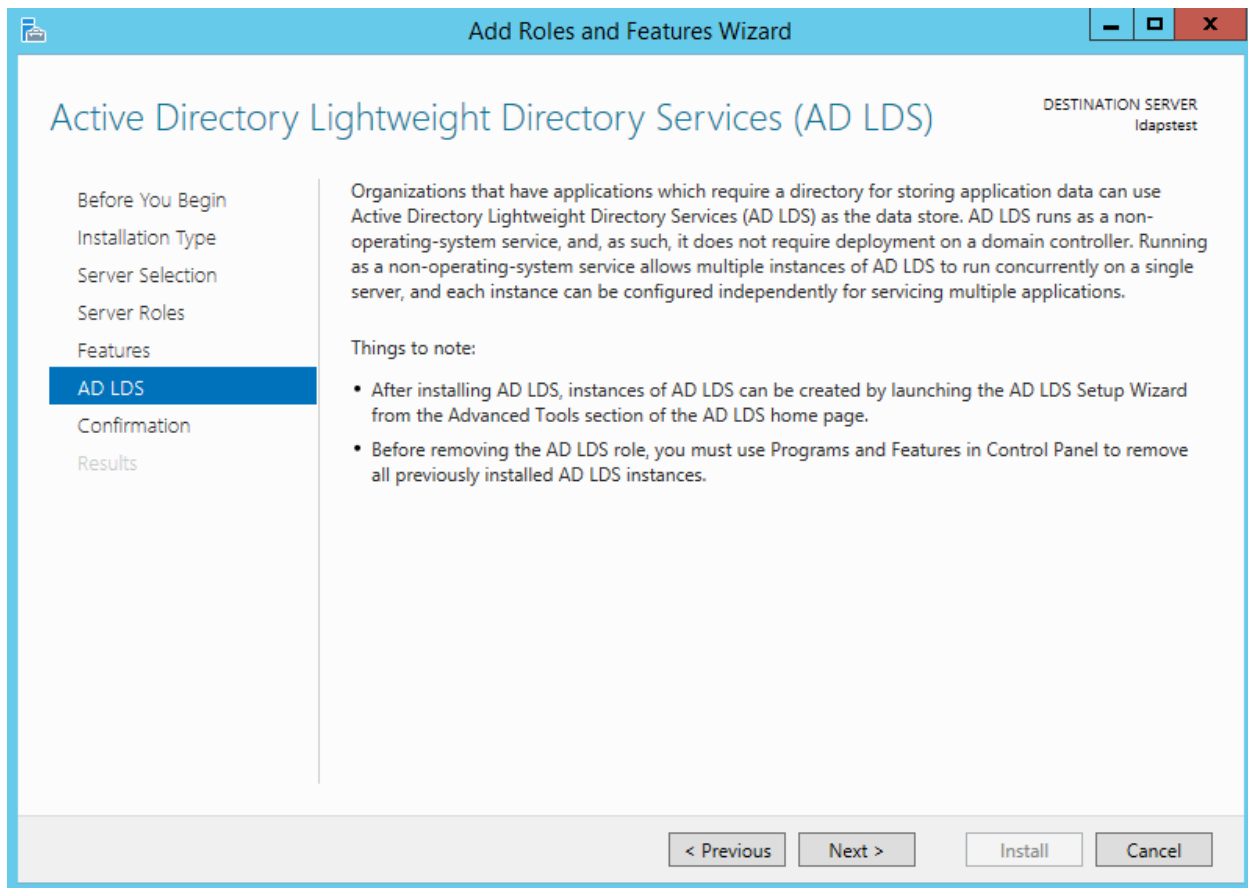 Add Roles and Features Wizard
Active Directory Lightweight Directory Services (AD LDS)
DESTINATION SERVER
ldapstest
Before You Begin
Installation Type
Server Selection
Server Roles
Features
AD LDS
Confirmation
Results
Organizations that have applications which require a directory for storing application data can use
Active Directory Lightweight Directory Services (AD LDS) as the data store. AD LDS runs as a non-
operating-system service, and, as such, it does not require deployment on a domain controller. Running
as a non-operating-system service allows multiple instances of AD LDS to run concurrently on a single
server, and each instance can be configured independently for servicing multiple applications.
Things to note:
• After installing AD LDS, instances of AD LDS can be created by launching the AD LDS Setup Wizard
from the Advanced Tools section of the AD LDS home page.
• Before removing the AD LDS role, you must use Programs and Features in Control Panel to remove
all previously installed AD LDS instances.
< Previous
Next >
Install
Cancel